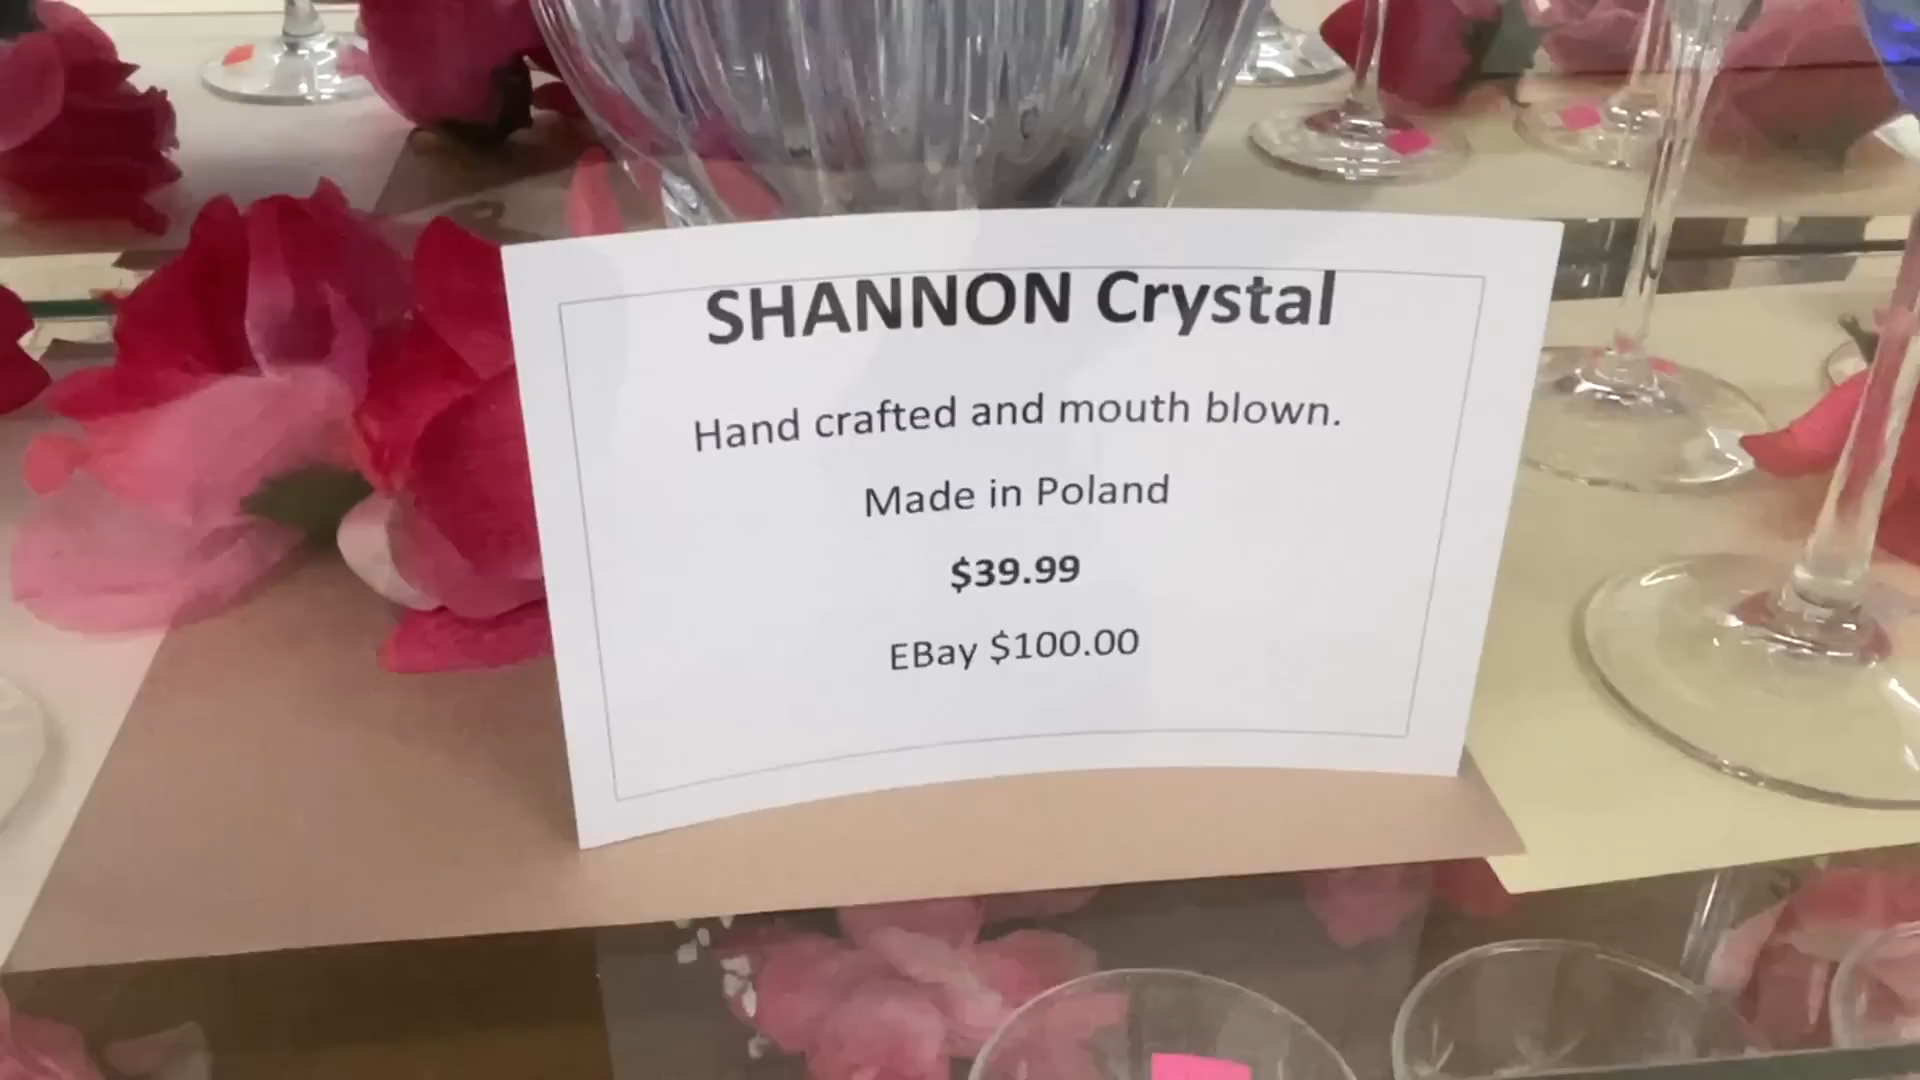 SHANNON Crystal
Hand crafted and mouth blown.
Made in Poland
$39.99
EBay $100.00